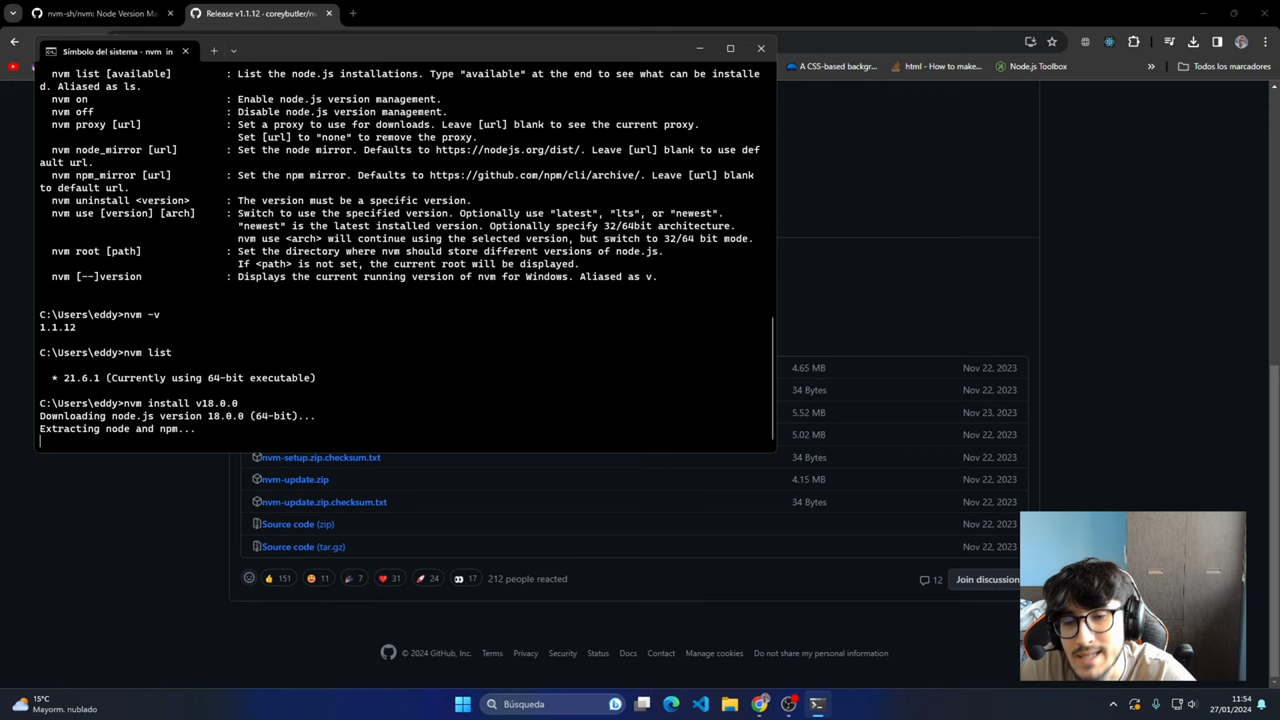 nvm-sh/nvm: Node Version Ma
Release v1.1.12 · coreybutler/n
Símbolo del sistema - nvm in
A CSS-based backgr...
html - How to make...
Node.js Toolbox
Todos los marcadores
nvm list [available] : List the node.js installations. Type "available" at the end to see what can be installe
d. Aliased as ls.
nvm on : Enable node.js version management.
nvm off : Disable node.js version management.
nvm proxy [url] : Set a proxy to use for downloads. Leave [url] blank to see the current proxy.
Set [url] to "none" to remove the proxy.
nvm node_mirror [url] : Set the node mirror. Defaults to https://nodejs.org/dist/. Leave [url] blank to use def
ault url.
nvm npm_mirror [url] : Set the npm mirror. Defaults to https://github.com/npm/cli/archive/. Leave [url] blank
to default url.
nvm uninstall <version> : The version must be a specific version.
nvm use [version] [arch] : Switch to use the specified version. Optionally use "latest", "lts", or "newest".
"newest" is the latest installed version. Optionally specify 32/64bit architecture.
nvm use <arch> will continue using the selected version, but switch to 32/64 bit mode.
nvm root [path] : Set the directory where nvm should store different versions of node.js.
If <path> is not set, the current root will be displayed.
nvm [--]version : Displays the current running version of nvm for Windows. Aliased as v.
C:\Users\eddy>nvm -v
1.1.12
C:\Users\eddy>nvm list
* 21.6.1 (Currently using 64-bit executable)
C:\Users\eddy>nvm install v18.0.0
Downloading node.js version 18.0.0 (64-bit)...
Extracting node and npm...
4.65 MB Nov 22, 2023
34 Bytes Nov 22, 2023
5.52 MB Nov 22, 2023
5.02 MB Nov 22, 2023
nvm-setup.zip.checksum.txt 34 Bytes Nov 22, 2023
nvm-update.zip 4.15 MB Nov 22, 2023
nvm-update.zip.checksum.txt 34 Bytes Nov 22, 2023
Source code (zip) Nov 22, 2023
Source code (tar.gz) Nov 22, 2023
151 11 7 31 24 17 212 people reacted
12 Join discussion
© 2024 GitHub, Inc. Terms Privacy Security Status Docs Contact Manage cookies Do not share my personal information
15°C
Mayorm. nublado
Búsqueda
11:54
27/01/2024